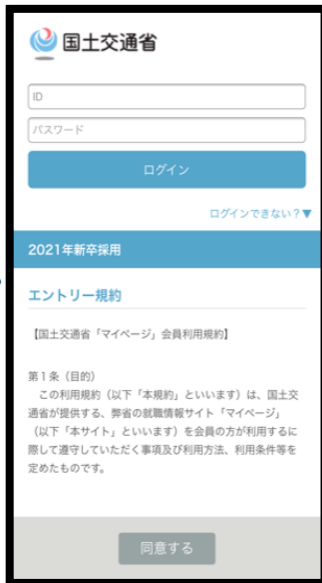 国土交通省
ID
パスワード
ログイン
ログインできない？▼
2021年新卒採用
エントリー規約
【国土交通省「マイページ」会員利用規約】
第１条（目的）
この利用規約（以下「本規約」といいます）は、国土交
通省が提供する、弊省の就職情報サイト「マイページ」
（以下「本サイト」といいます）を会員の方が利用するに
際して遵守していただく事項及び利用方法、利用条件等を
定めたものです。
同意する